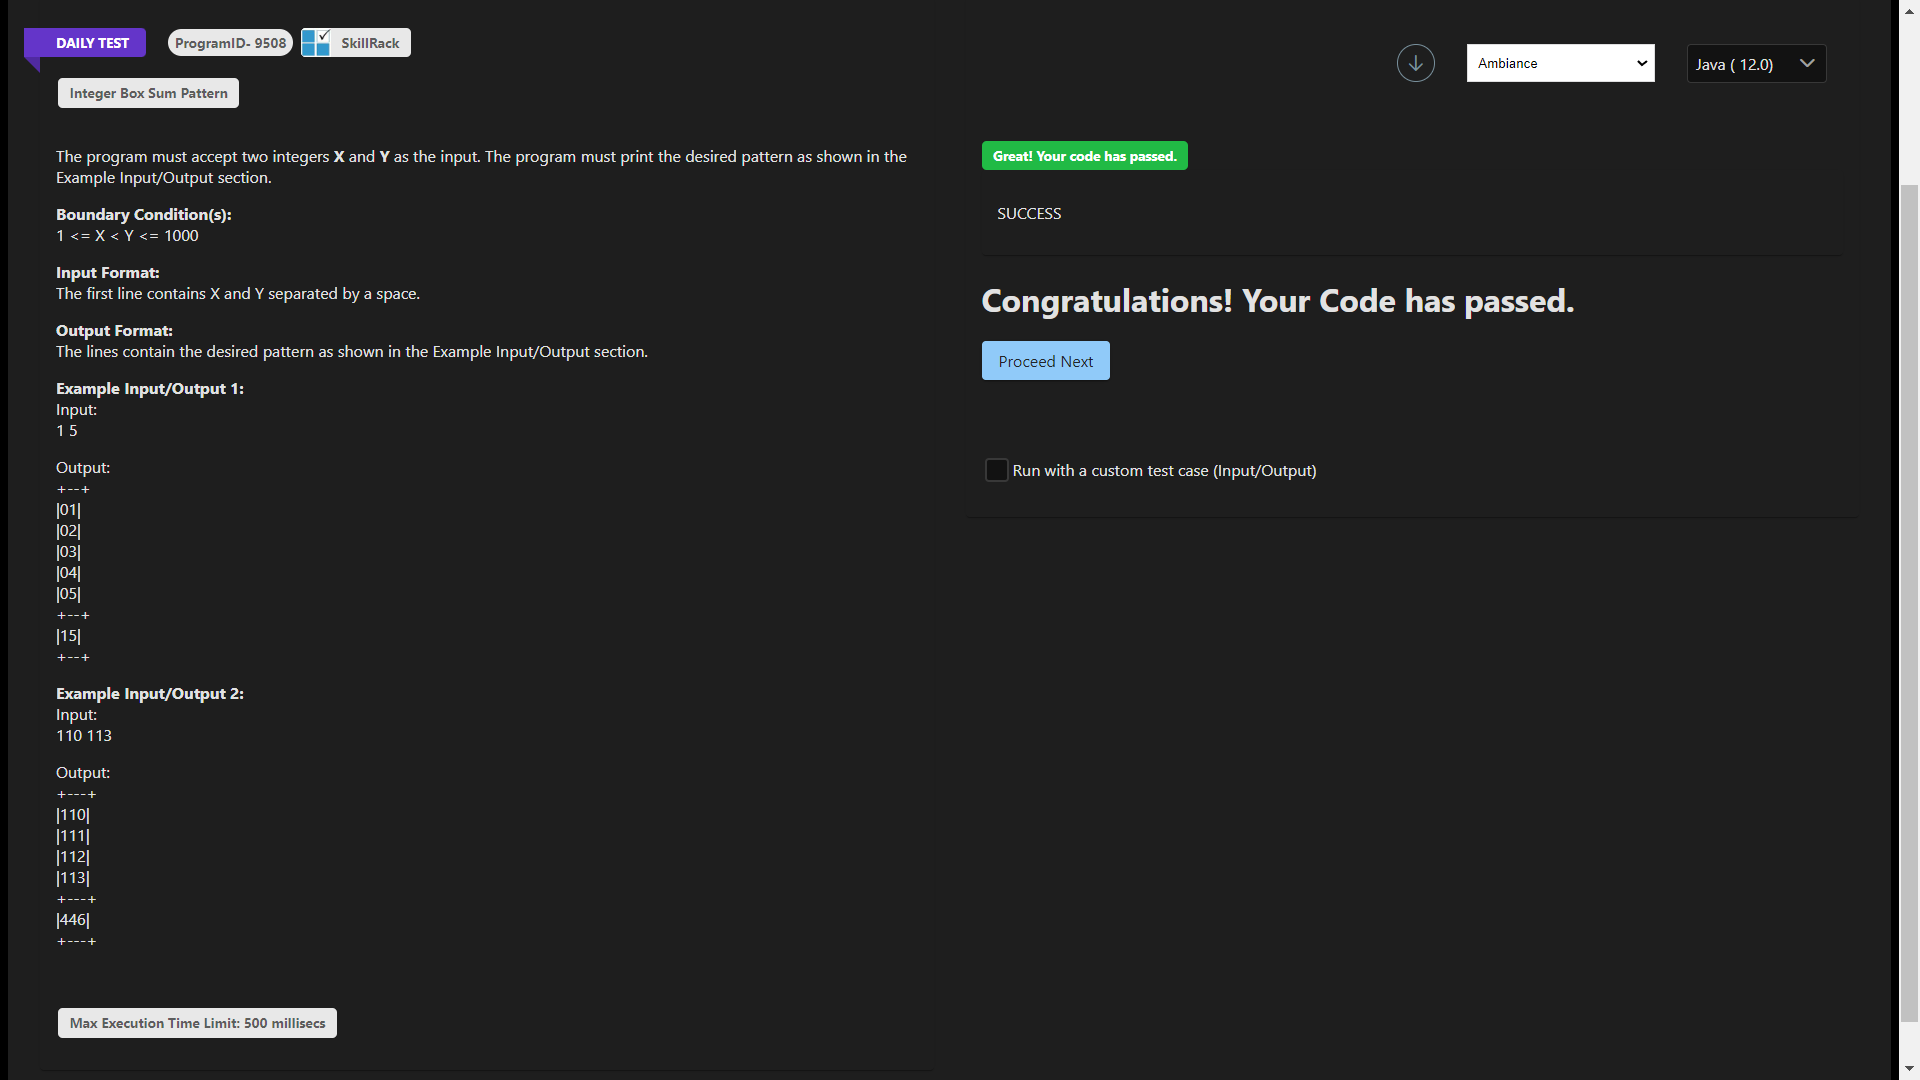 DAILY TEST
ProgramID- 9508
SkillRack
Ambiance
Java ( 12.0)
Integer Box Sum Pattern
The program must accept two integers X and Y as the input. The program must print the desired pattern as shown in the
Example Input/Output section.
Boundary Condition(s):
1 <= X < Y <= 1000
Input Format:
The first line contains X and Y separated by a space.
Output Format:
The lines contain the desired pattern as shown in the Example Input/Output section.
Example Input/Output 1:
Input:
1 5
Output:
+--+
|01|
|02|
|03|
|04|
|05|
+--+
|15|
+--+
Example Input/Output 2:
Input:
110 113
Output:
+---+
|110|
|111|
|112|
|113|
+---+
|446|
+---+
Max Execution Time Limit: 500 millisecs
Great! Your code has passed.
SUCCESS
Congratulations! Your Code has passed.
Proceed Next
Run with a custom test case (Input/Output)